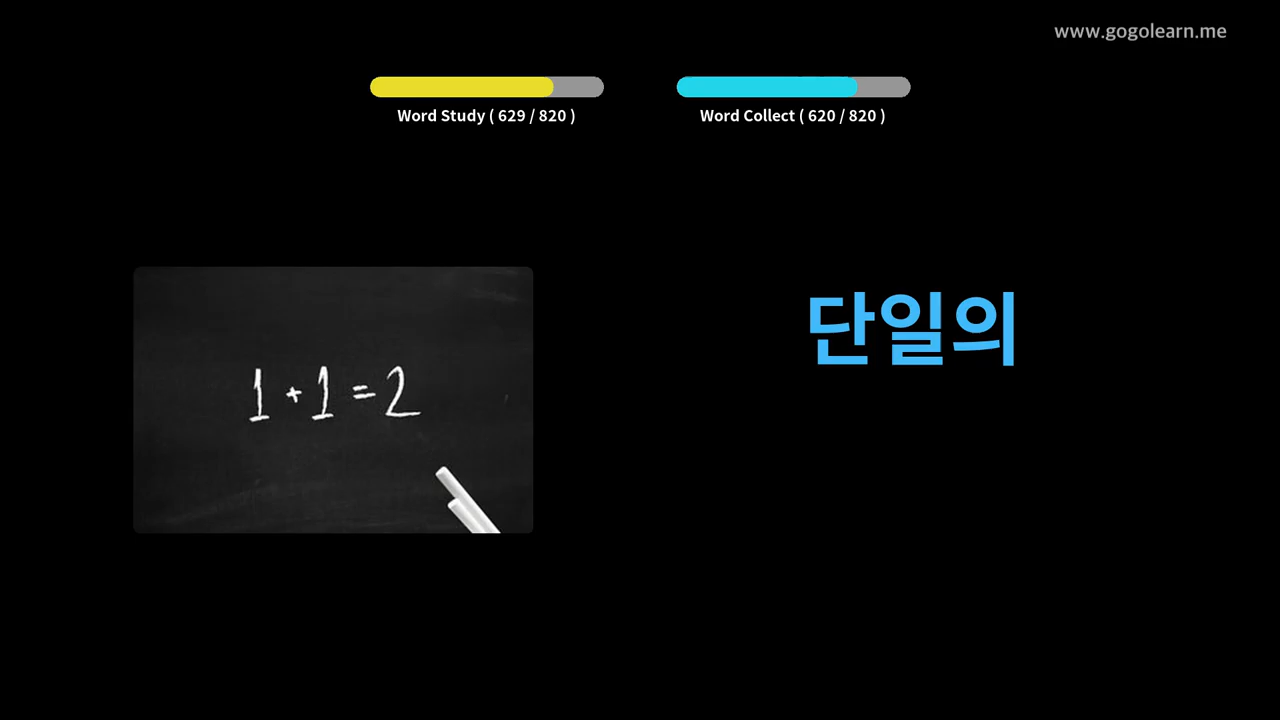 www.gogolearn.me
Word Study ( 629 / 820 )
Word Collect ( 620 / 820 )
1 + 1 = 2
단일의